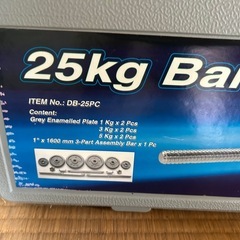 25kg Bar
ITEM No.: DB-25PC
Content:
Grey Enamelled Plate 1 Kg x 2 Pcs
3 Kg x 2 Pcs
5 Kg x 2 Pcs
1" x 1600 mm 3-Part Assembly Bar x 1 Pc